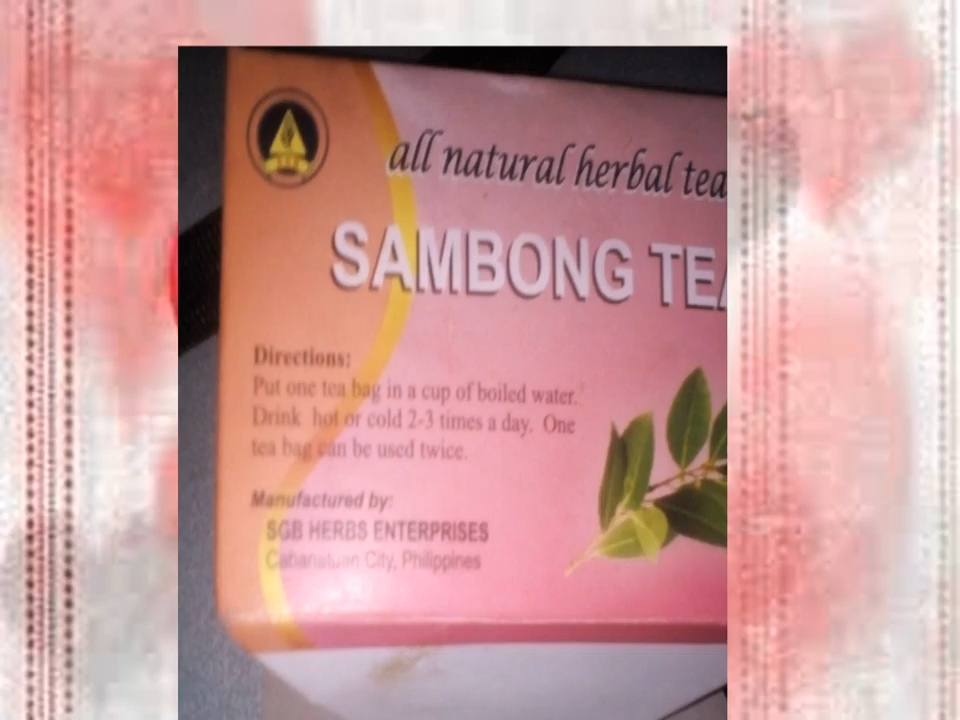 all natural herbal tea
SAMBONG TEA
Directions:
Put one tea bag in a cup of boiled water.
Drink hot or cold 2-3 times a day. One
tea bag can be used twice.
Manufactured by:
SGB HERBS ENTERPRISES
Cabanatuan City, Philippines